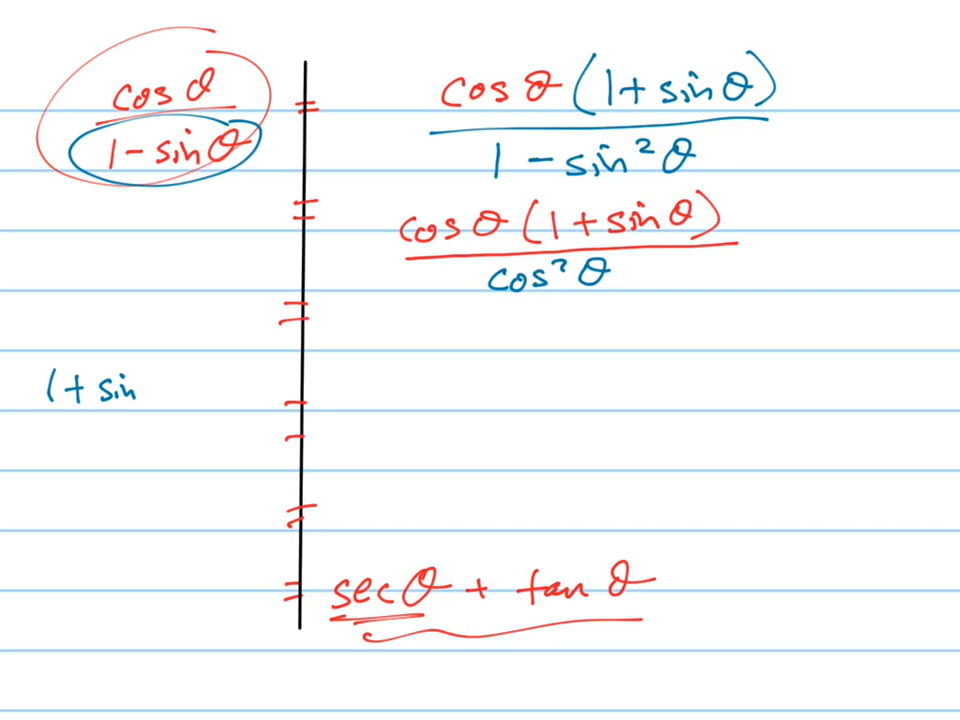 cos θ / 1 - sin θ = cos θ (1 + sin θ) / 1 - sin² θ
= cos θ (1 + sin θ) / cos² θ
=
1 + sin
=
=
= sec θ + tan θ